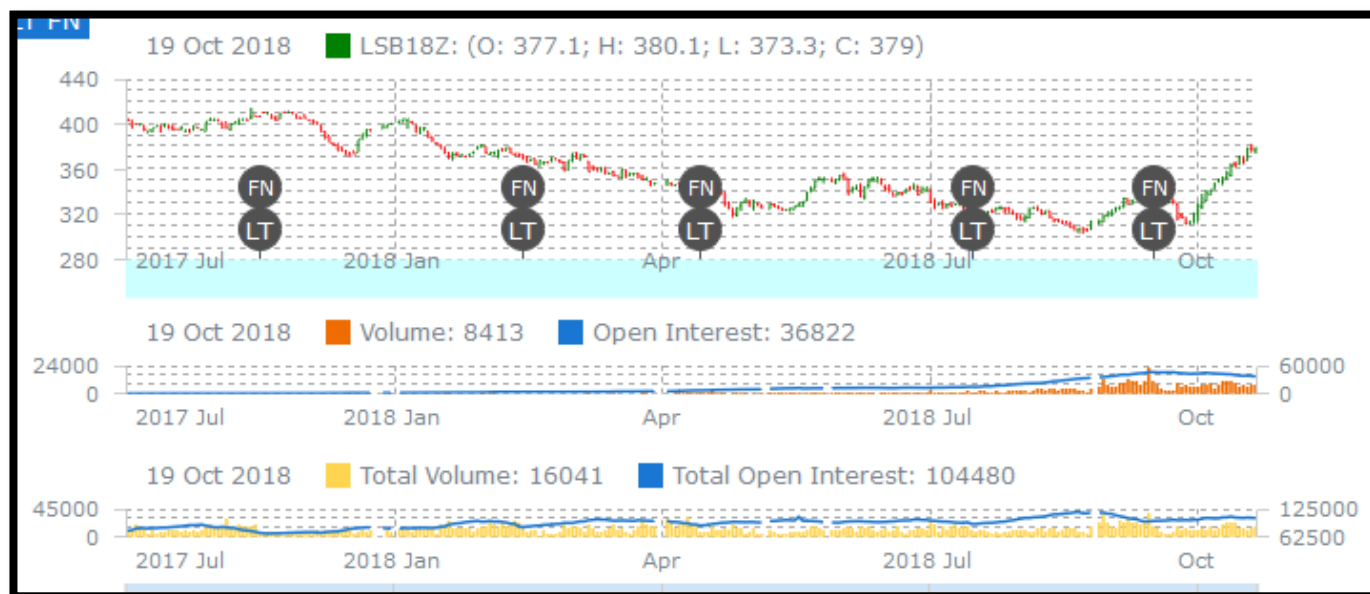 LT FN
19 Oct 2018 LSB18Z: (O: 377.1; H: 380.1; L: 373.3; C: 379)
440
400
360
320
280
FN FN FN FN FN
LT LT LT LT LT
2017 Jul 2018 Jan Apr 2018 Jul Oct
19 Oct 2018 Volume: 8413 Open Interest: 36822
24000 60000
0 0
2017 Jul 2018 Jan Apr 2018 Jul Oct
19 Oct 2018 Total Volume: 16041 Total Open Interest: 104480
45000 125000
0 62500
2017 Jul 2018 Jan Apr 2018 Jul Oct